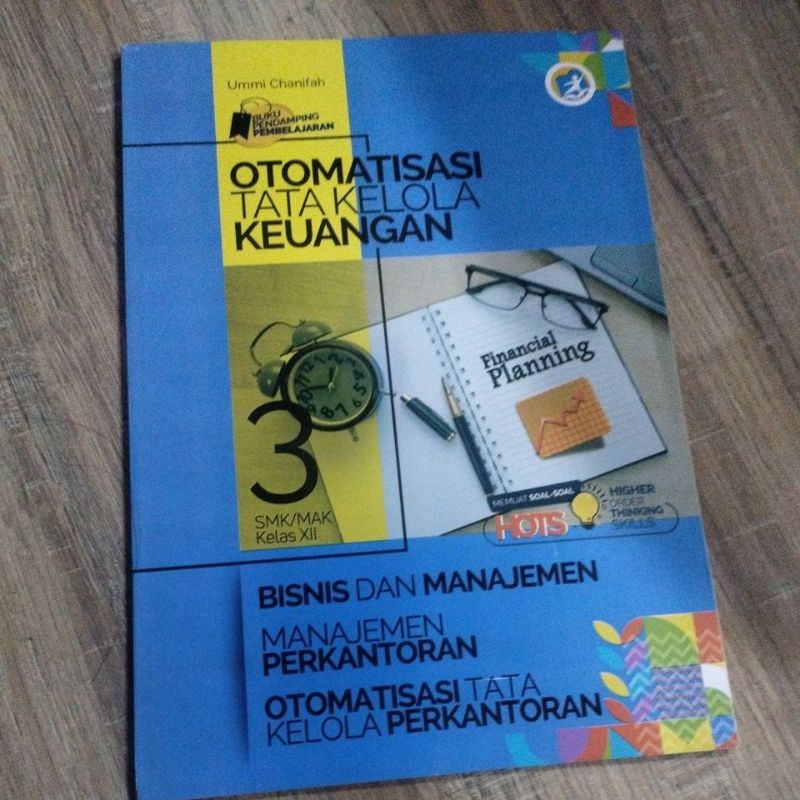 Ummi Chanifah
BUKU
PENDAMPING
PEMBELAJARAN
OTOMATISASI
TATA KELOLA
KEUANGAN
Financial
Planning
3
SMK/MAK
Kelas XII
MEMUAT SOAL-SOAL
HOTS
HIGHER
ORDER
THINKING
SKILLS
BISNIS DAN MANAJEMEN
MANAJEMEN
PERKANTORAN
OTOMATISASI TATA
KELOLA PERKANTORAN